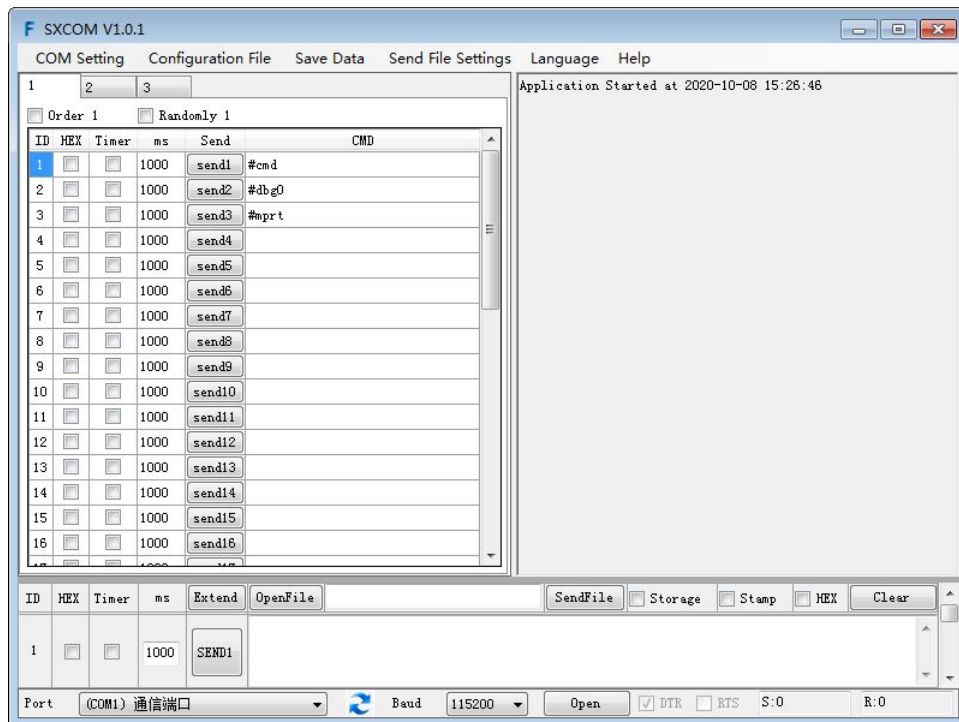 SXCOM V1.0.1
COM Setting Configuration File Save Data Send File Settings Language Help
1 2 3
Order 1 Randomly 1
ID HEX Timer ms Send CMD
1 1000 send1 #cmd
2 1000 send2 #dbg0
3 1000 send3 #mprt
4 1000 send4
5 1000 send5
6 1000 send6
7 1000 send7
8 1000 send8
9 1000 send9
10 1000 send10
11 1000 send11
12 1000 send12
13 1000 send13
14 1000 send14
15 1000 send15
16 1000 send16
Application Started at 2020-10-08 15:26:46
ID HEX Timer ms Extend OpenFile SendFile Storage Stamp HEX Clear
1 1000 SEND1
Port (COM1) 通信端口 Baud 115200 Open DTR RTS S:0 R:0